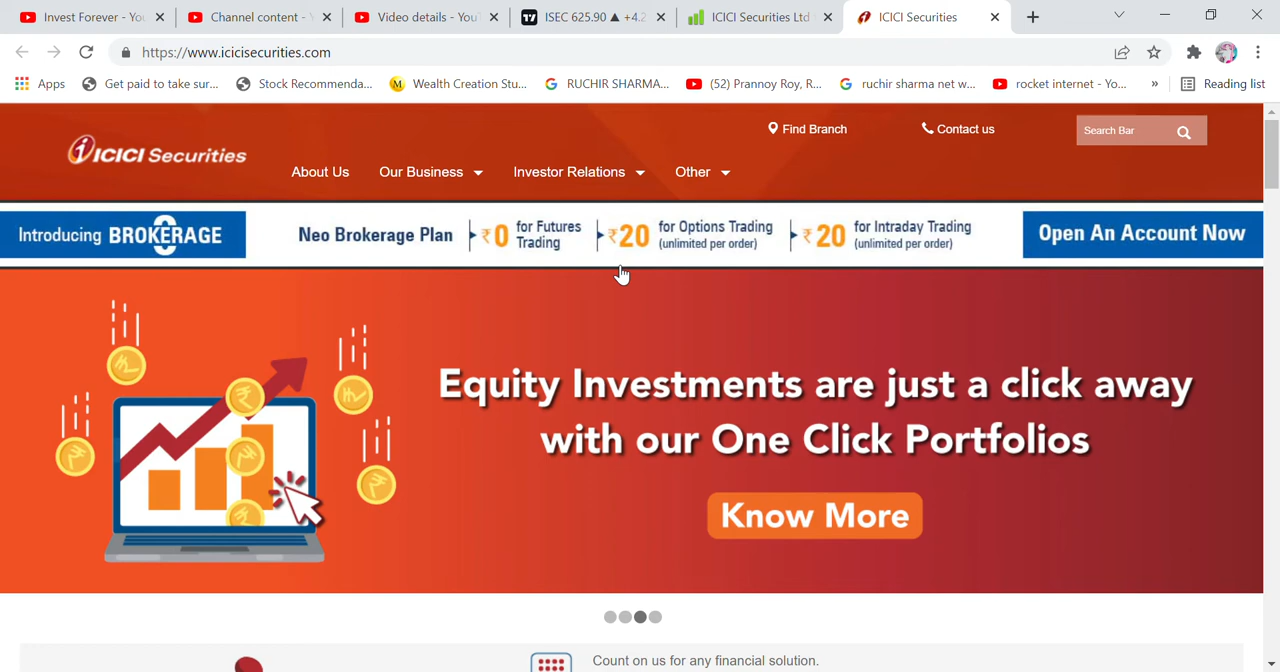 Invest Forever - You
Channel content - Y
Video details - YouT
ISEC 625.90 ▲ +4.2
ICICI Securities Ltd
ICICI Securities
https://www.icicisecurities.com
Apps
Get paid to take sur...
Stock Recommenda...
Wealth Creation Stu...
RUCHIR SHARMA...
(52) Prannoy Roy, R...
ruchir sharma net w...
rocket internet - Yo...
»
Reading list
ICICI Securities
Find Branch
Contact us
Search Bar
About Us
Our Business
Investor Relations
Other
Introducing BROKERAGE
Neo Brokerage Plan
₹0 for Futures
Trading
₹20 for Options Trading
(unlimited per order)
₹20 for Intraday Trading
(unlimited per order)
Open An Account Now
Equity Investments are just a click away
with our One Click Portfolios
Know More
Count on us for any financial solution.